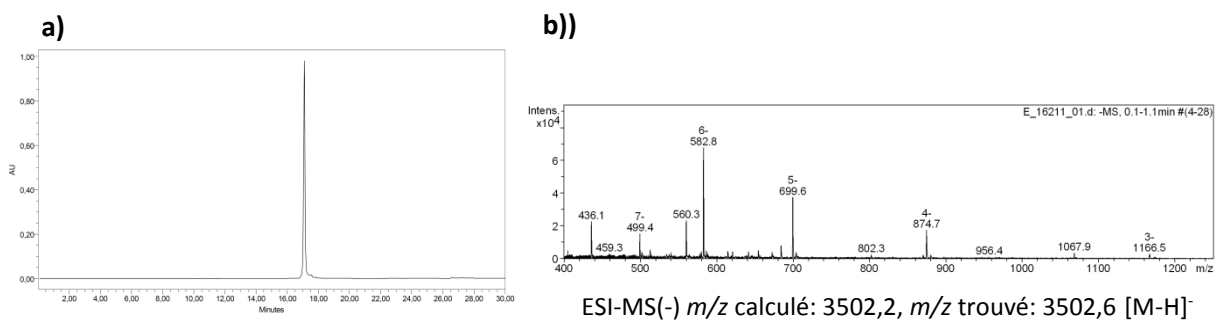 a)
b))
1,00
0,80
0,60
0,40
0,20
0,00
AU
2,00 4,00 6,00 8,00 10,00 12,00 14,00 16,00 18,00 20,00 22,00 24,00 26,00 28,00 30,00
Minutes
Intens.
x10⁴
E_16211_01.d: -MS, 0.1-1.1min #(4-28)
6
4
2
0
436.1
459.3
7-
499.4
560.3
6-
582.8
5-
699.6
802.3
4-
874.7
956.4
1067.9
3-
1166.5
400 500 600 700 800 900 1000 1100 1200 m/z
ESI-MS(-) m/z calculé: 3502,2, m/z trouvé: 3502,6 [M-H]⁻